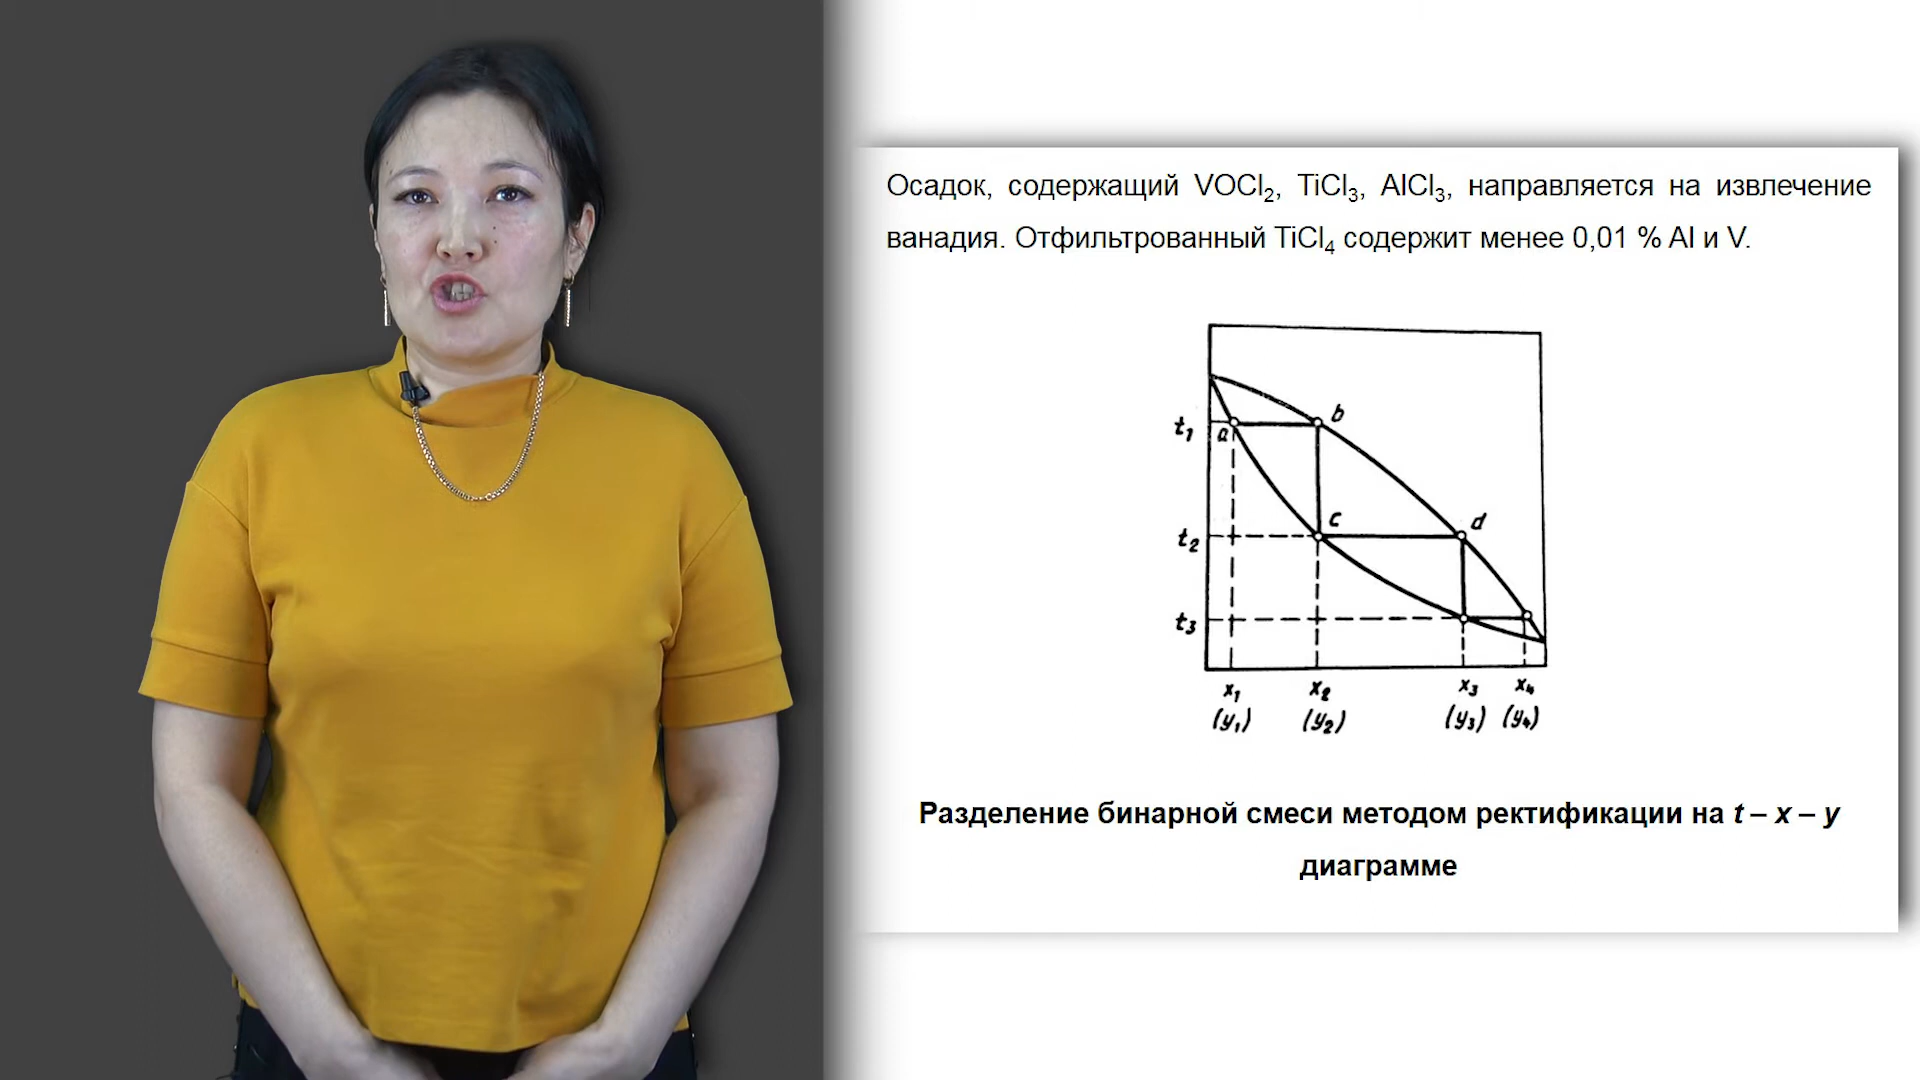 Осадок, содержащий VOCl₂, TiCl₃, AlCl₃, направляется на извлечение
ванадия. Отфильтрованный TiCl₄ содержит менее 0,01 % Al и V.
b
t₁ a
c d
t₂
t₃
x₁ x₂ x₃ x₄
(y₁) (y₂) (y₃) (y₄)
Разделение бинарной смеси методом ректификации на t – x – y
диаграмме